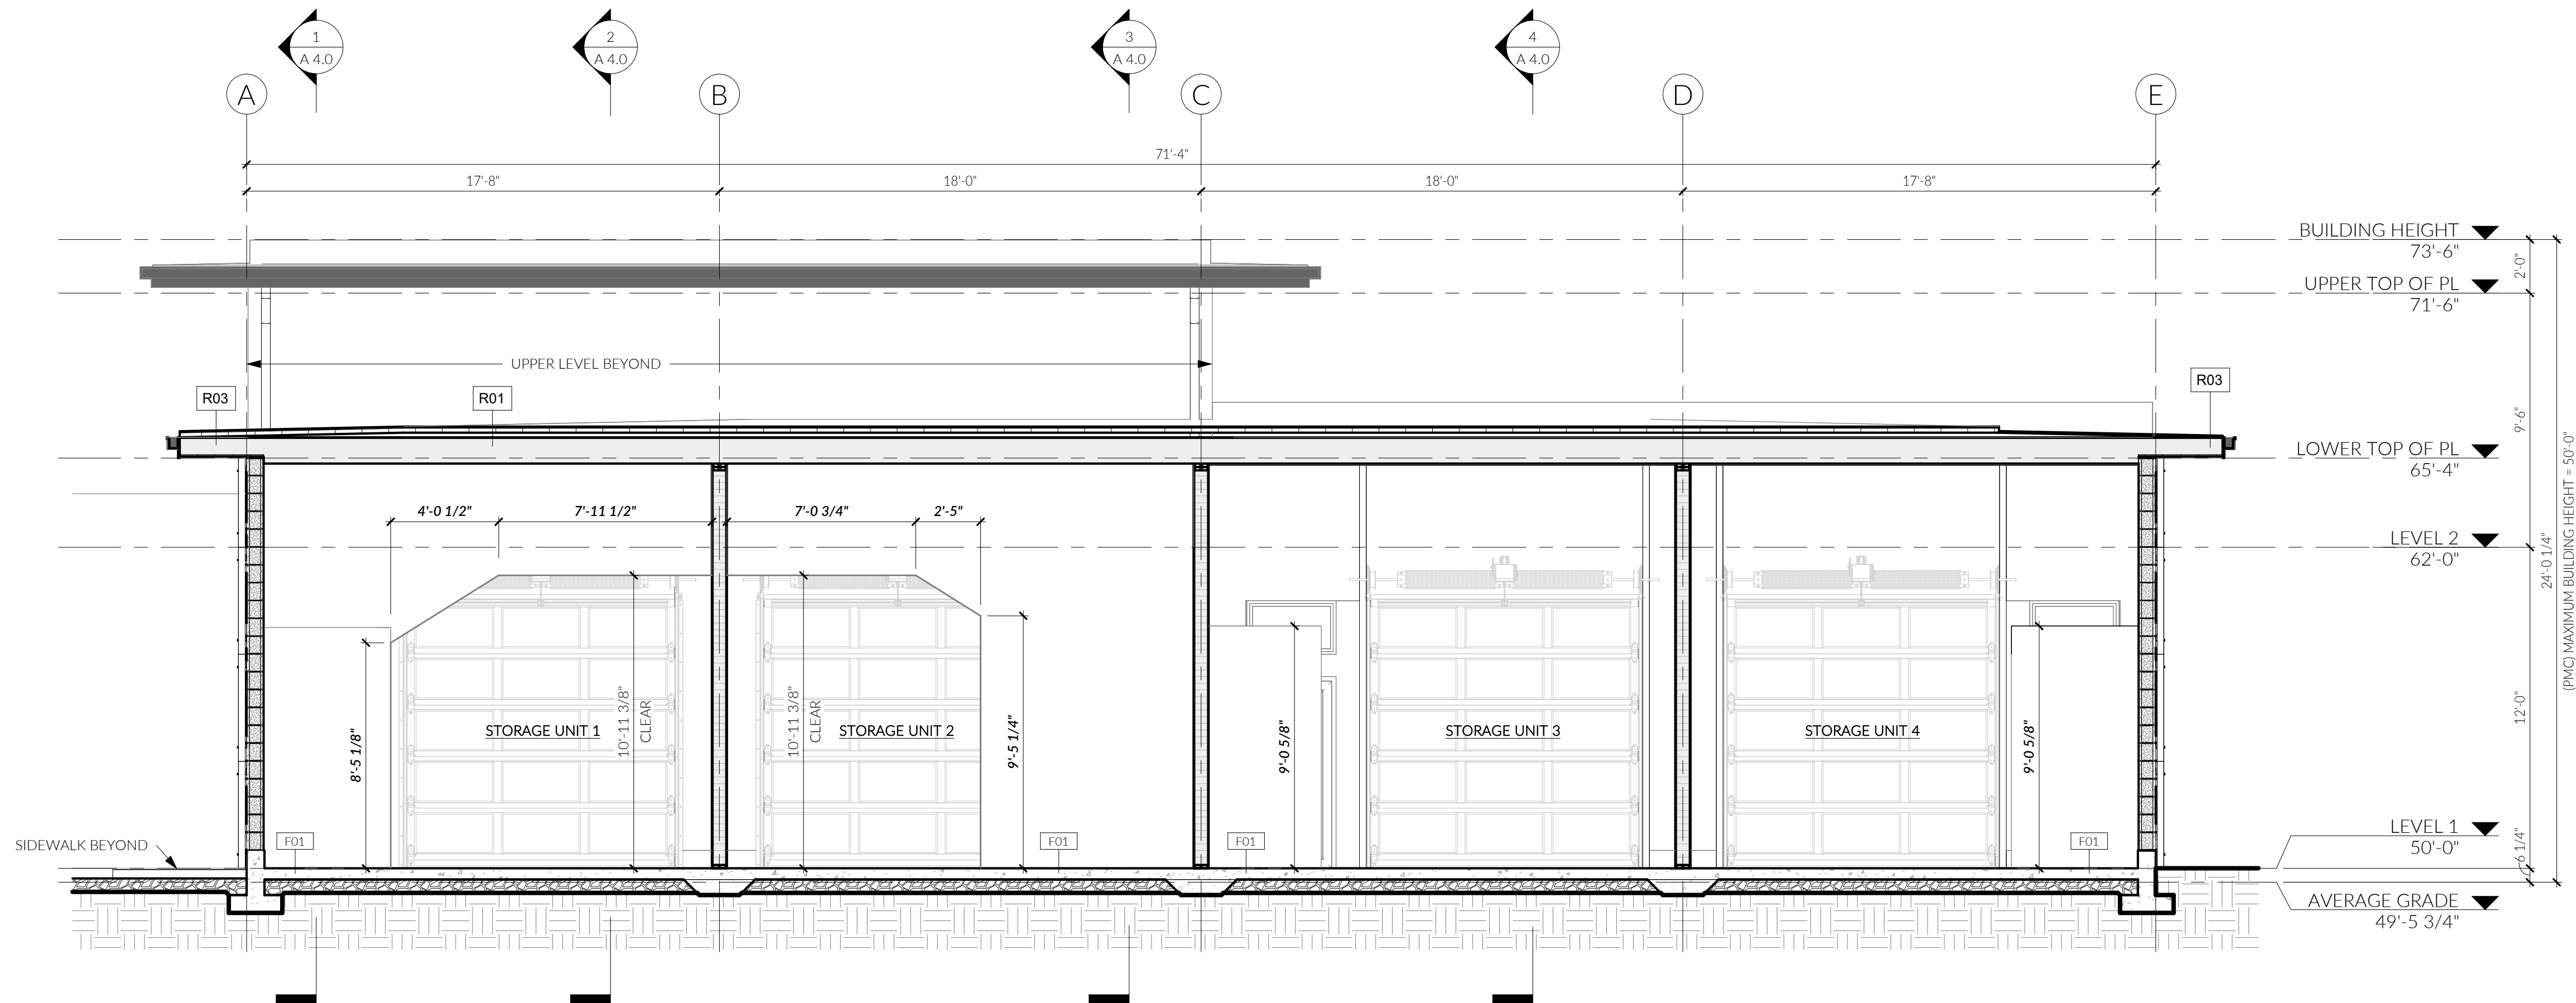 1
A 4.0
2
A 4.0
3
A 4.0
4
A 4.0
A
B
C
D
E
71'-4"
17'-8"
18'-0"
18'-0"
17'-8"
BUILDING HEIGHT
73'-6"
2'-0"
UPPER TOP OF PL
71'-6"
UPPER LEVEL BEYOND
R03
R01
R03
9'-6"
LOWER TOP OF PL
65'-4"
4'-0 1/2"
7'-11 1/2"
7'-0 3/4"
2'-5"
LEVEL 2
62'-0"
24'-0 1/4"
(PMC) MAXIMUM BUILDING HEIGHT = 50'-0"
8'-5 1/8"
STORAGE UNIT 1
10'-11 3/8"
CLEAR
10'-11 3/8"
CLEAR
STORAGE UNIT 2
9'-5 1/4"
9'-0 5/8"
STORAGE UNIT 3
STORAGE UNIT 4
9'-0 5/8"
12'-0"
SIDEWALK BEYOND
F01
F01
F01
F01
LEVEL 1
50'-0"
6 1/4"
AVERAGE GRADE
49'-5 3/4"